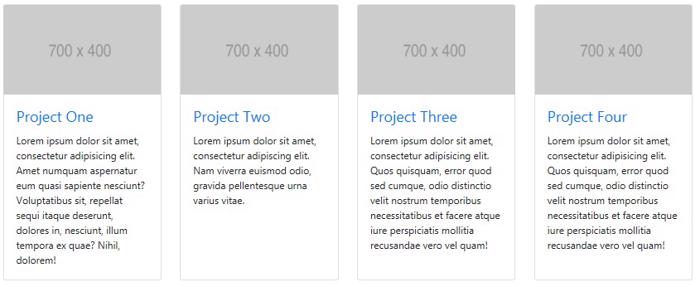 700 x 400
Project One
Lorem ipsum dolor sit amet,
consectetur adipisicing elit.
Amet numquam aspernatur
eum quasi sapiente nesciunt?
Voluptatibus sit, repellat
sequi itaque deserunt,
dolores in, nesciunt, illum
tempora ex quae? Nihil,
dolorem!
700 x 400
Project Two
Lorem ipsum dolor sit amet,
consectetur adipiscing elit.
Nam viverra euismod odio,
gravida pellentesque urna
varius vitae.
700 x 400
Project Three
Lorem ipsum dolor sit amet,
consectetur adipisicing elit.
Quos quisquam, error quod
sed cumque, odio distinctio
velit nostrum temporibus
necessitatibus et facere atque
iure perspiciatis mollitia
recusandae vero vel quam!
700 x 400
Project Four
Lorem ipsum dolor sit amet,
consectetur adipisicing elit.
Quos quisquam, error quod
sed cumque, odio distinctio
velit nostrum temporibus
necessitatibus et facere atque
iure perspiciatis mollitia
recusandae vero vel quam!